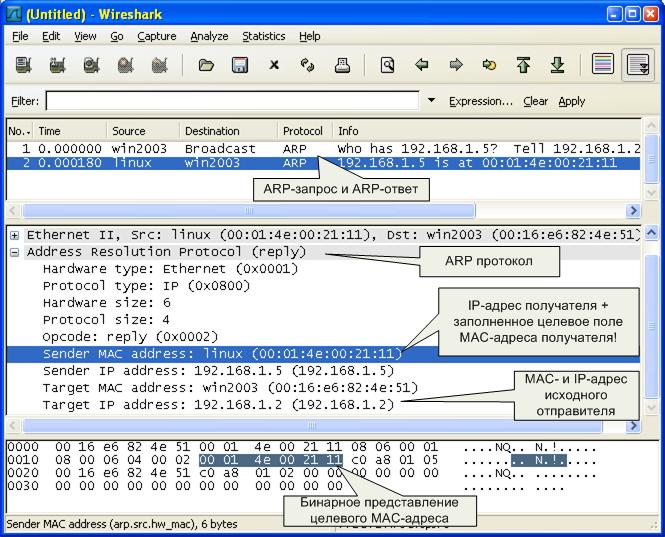 (Untitled) - Wireshark
File Edit View Go Capture Analyze Statistics Help
Filter: Expression... Clear Apply
No. Time Source Destination Protocol Info
1 0.000000 win2003 Broadcast ARP Who has 192.168.1.5? Tell 192.168.1.2
2 0.000180 linux win2003 ARP 192.168.1.5 is at 00:01:4e:00:21:11
ARP-запрос и ARP-ответ
Ethernet II, Src: linux (00:01:4e:00:21:11), Dst: win2003 (00:16:e6:82:4e:51)
Address Resolution Protocol (reply)
ARP протокол
Hardware type: Ethernet (0x0001)
Protocol type: IP (0x0800)
Hardware size: 6
Protocol size: 4
Opcode: reply (0x0002)
IP-адрес получателя +
заполненное целевое поле
MAC-адреса получателя!
Sender MAC address: linux (00:01:4e:00:21:11)
Sender IP address: 192.168.1.5 (192.168.1.5)
Target MAC address: win2003 (00:16:e6:82:4e:51)
Target IP address: 192.168.1.2 (192.168.1.2)
MAC- и IP-адрес
исходного
отправителя
0000 00 16 e6 82 4e 51 00 01 4e 00 21 11 08 06 00 01 ....NQ.. N.!.....
0010 08 00 06 04 00 02 00 01 4e 00 21 11 c0 a8 01 05 ........ N.!.....
0020 00 16 e6 82 4e 51 c0 a8 01 02 00 00 00 00 00 00 ....NQ.. ........
0030 00 00 00 00 00 00 00 00 00 00 00 00 ........ ....
Бинарное представление
целевого MAC-адреса
Sender MAC address (arp.src.hw_mac), 6 bytes